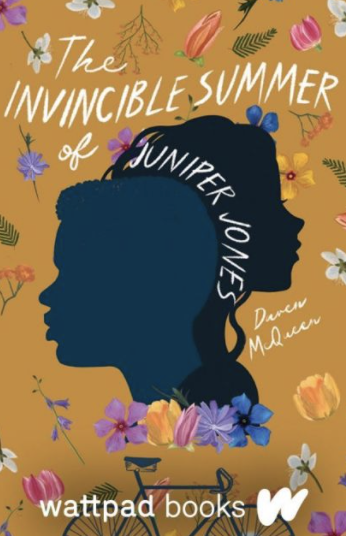 The
INVINCIBLE SUMMER
of
JUNIPER JONES
Daven
McQueen
wattpad books W